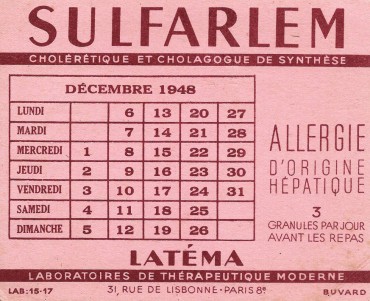 SULFARLEM
CHOLÉRÉTIQUE ET CHOLAGOGUE DE SYNTHÈSE
DÉCEMBRE 1948
LUNDI 6 13 20 27
MARDI 7 14 21 28
MERCREDI 1 8 15 22 29
JEUDI 2 9 16 23 30
VENDREDI 3 10 17 24 31
SAMEDI 4 11 18 25
DIMANCHE 5 12 19 26
ALLERGIE
D'ORIGINE
HÉPATIQUE
3
GRANULES PAR JOUR
AVANT LES REPAS
LATÉMA
LABORATOIRES DE THÉRAPEUTIQUE MODERNE
LAB: 15-17 31, RUE DE LISBONNE - PARIS 8e BUVARD